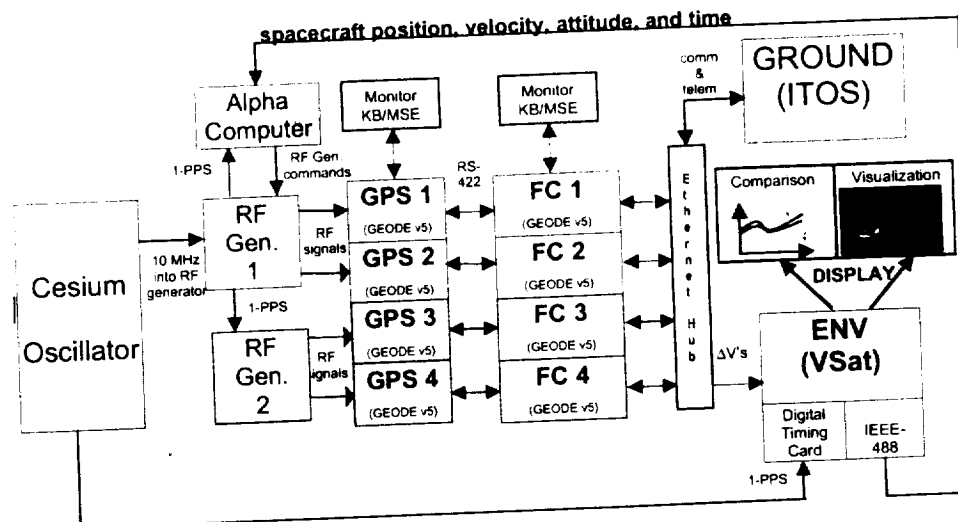 spacecraft position, velocity, attitude, and time
Alpha
Computer
Monitor
KB/MSE
Monitor
KB/MSE
comm
&
telem
GROUND
(ITOS)
1-PPS
RF Gen.
commands
RS-
422
RF
Gen.
1
RF
signals
GPS 1
(GEODE v5)
GPS 2
(GEODE v5)
GPS 3
(GEODE v5)
GPS 4
(GEODE v5)
FC 1
(GEODE v5)
FC 2
(GEODE v5)
FC 3
(GEODE v5)
FC 4
(GEODE v5)
Ethernet Hub
Comparison
Visualization
DISPLAY
Cesium
Oscillator
10 MHz
into RF
generator
1-PPS
RF
Gen.
2
RF
signals
ΔV's
ENV
(VSat)
Digital
Timing
Card
IEEE-
488
1-PPS